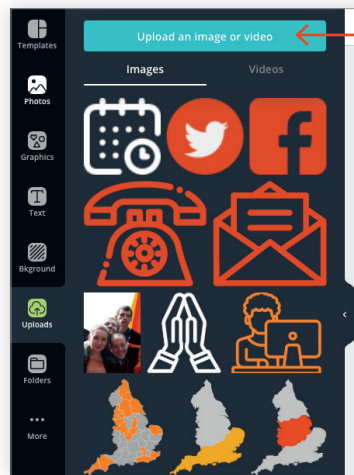 Upload an image or video
Images Videos
Templates
Photos
Graphics
T
Text
Bkground
Uploads
Folders
More